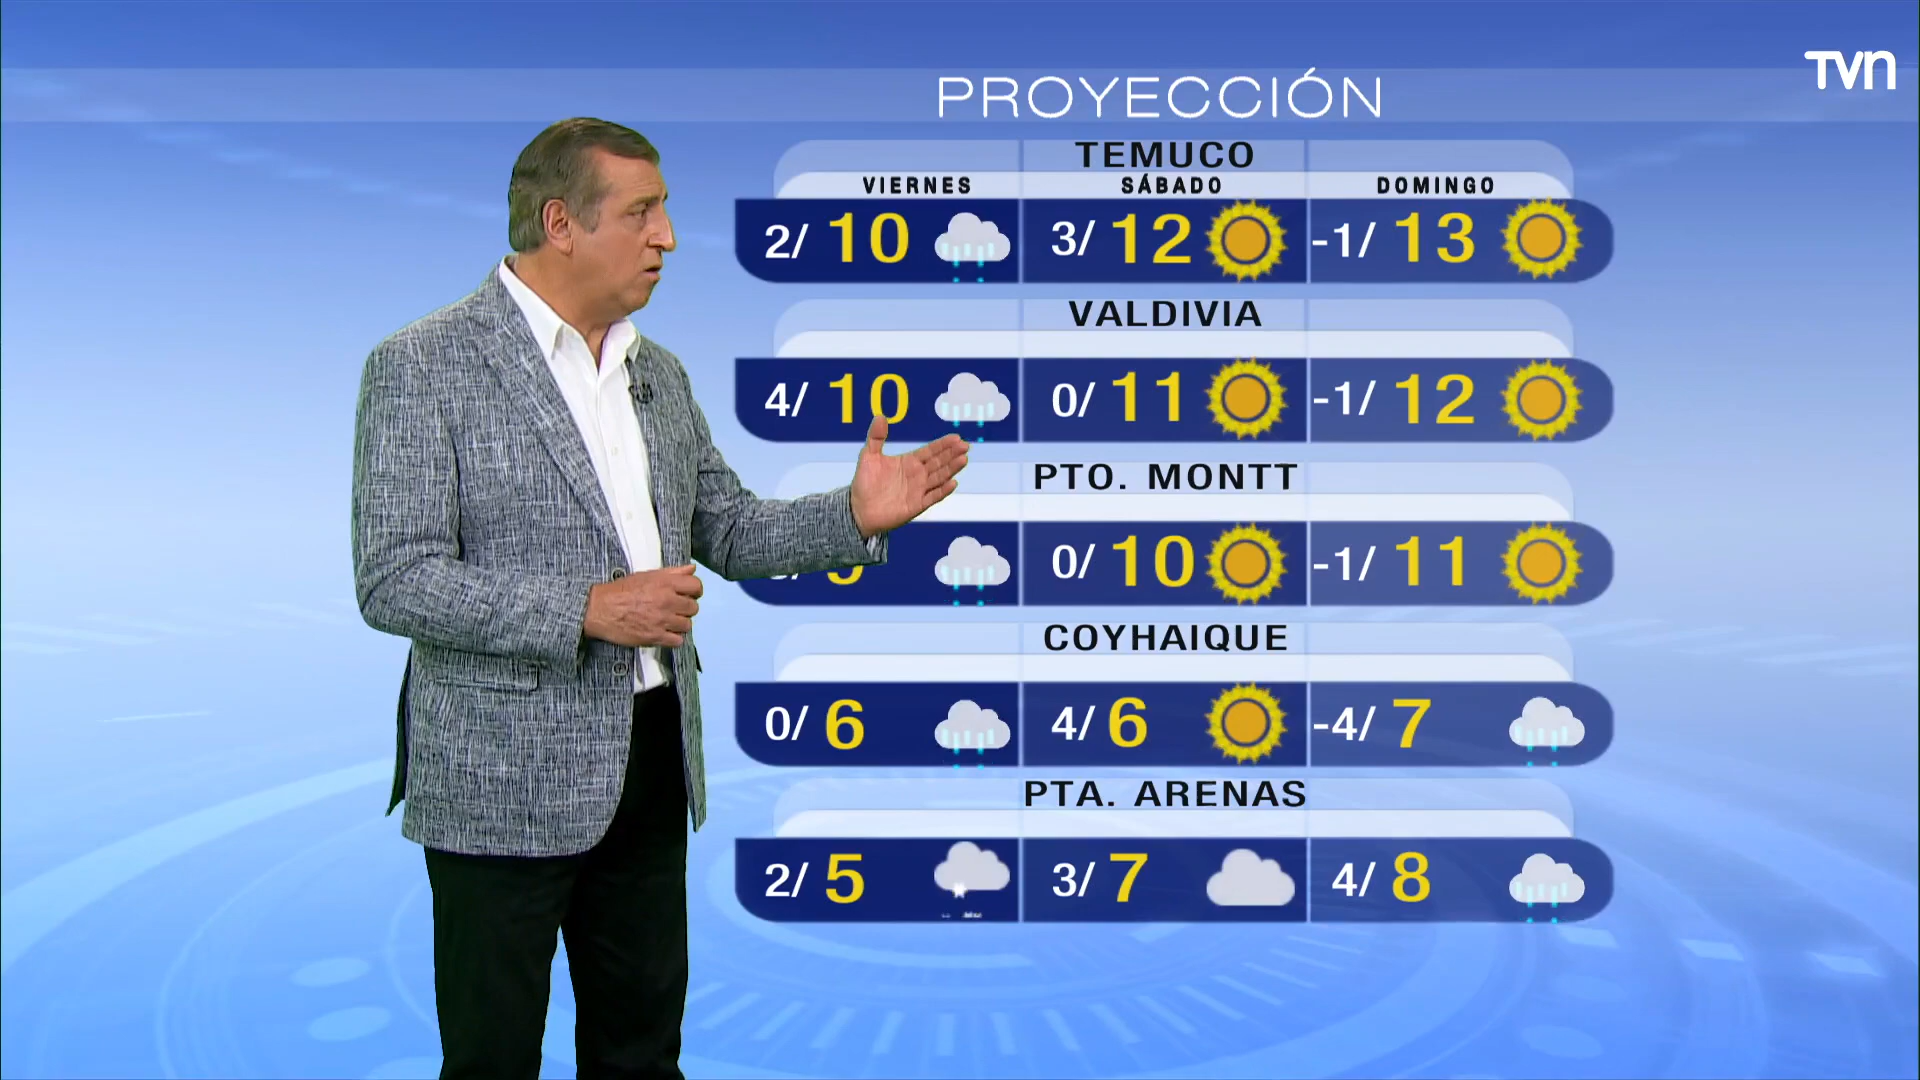 TVN
PROYECCIÓN
TEMUCO
VIERNES SÁBADO DOMINGO
2/ 10 3/ 12 -1/ 13
VALDIVIA
4/ 10 0/ 11 -1/ 12
PTO. MONTT
0/ 10 -1/ 11
COYHAIQUE
0/ 6 4/ 6 -4/ 7
PTA. ARENAS
2/ 5 3/ 7 4/ 8